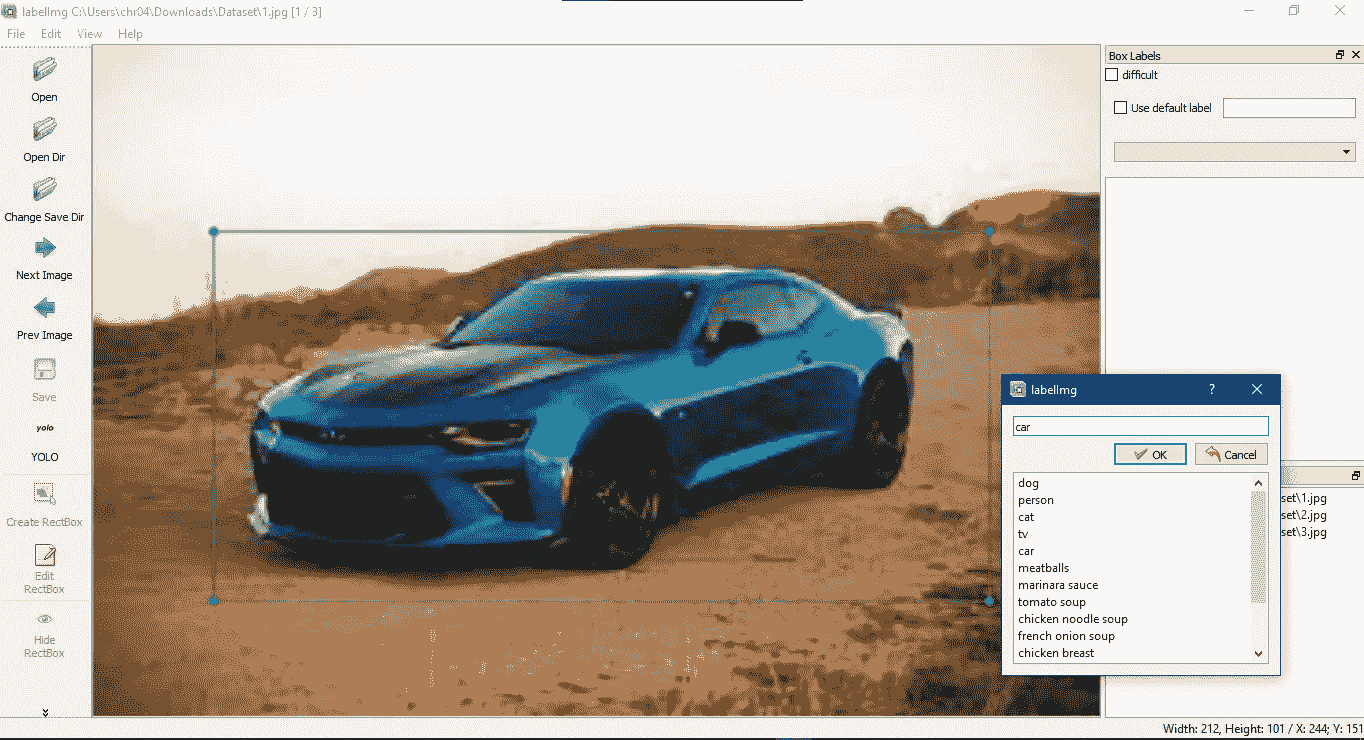 labelImg C:\Users\chr04\Downloads\Dataset\1.jpg [1 / 3]
File Edit View Help
Open
Open Dir
Change Save Dir
Next Image
Prev Image
Save
yolo
YOLO
Create RectBox
Edit
RectBox
Hide
RectBox
Box Labels
difficult
Use default label
labelImg
car
OK Cancel
dog
person
cat
tv
car
meatballs
marinara sauce
tomato soup
chicken noodle soup
french onion soup
chicken breast
set\1.jpg
set\2.jpg
set\3.jpg
Width: 212, Height: 101 / X: 244; Y: 151